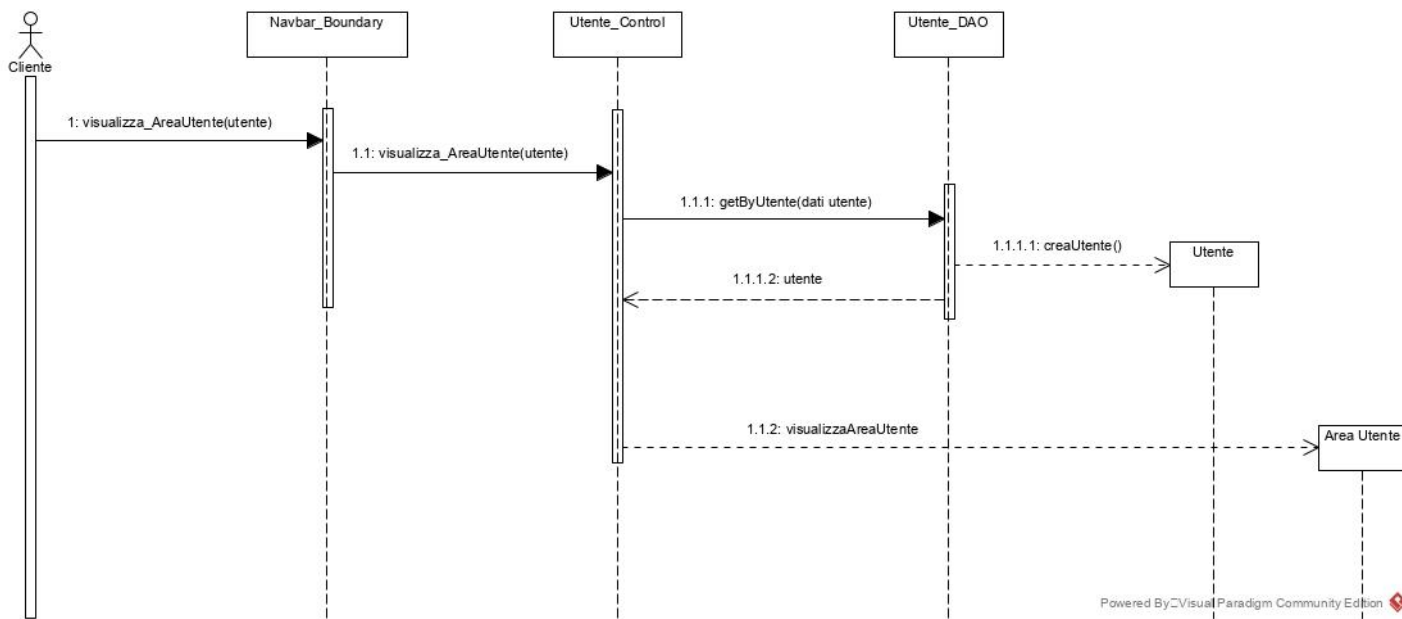 Cliente
Navbar_Boundary
Utente_Control
Utente_DAO
1: visualizza_AreaUtente(utente)
1.1: visualizza_AreaUtente(utente)
1.1.1: getByUtente(dati utente)
1.1.1.1: creaUtente()
Utente
1.1.1.2: utente
1.1.2: visualizzaAreaUtente
Area Utente
Powered By Visual Paradigm Community Edition